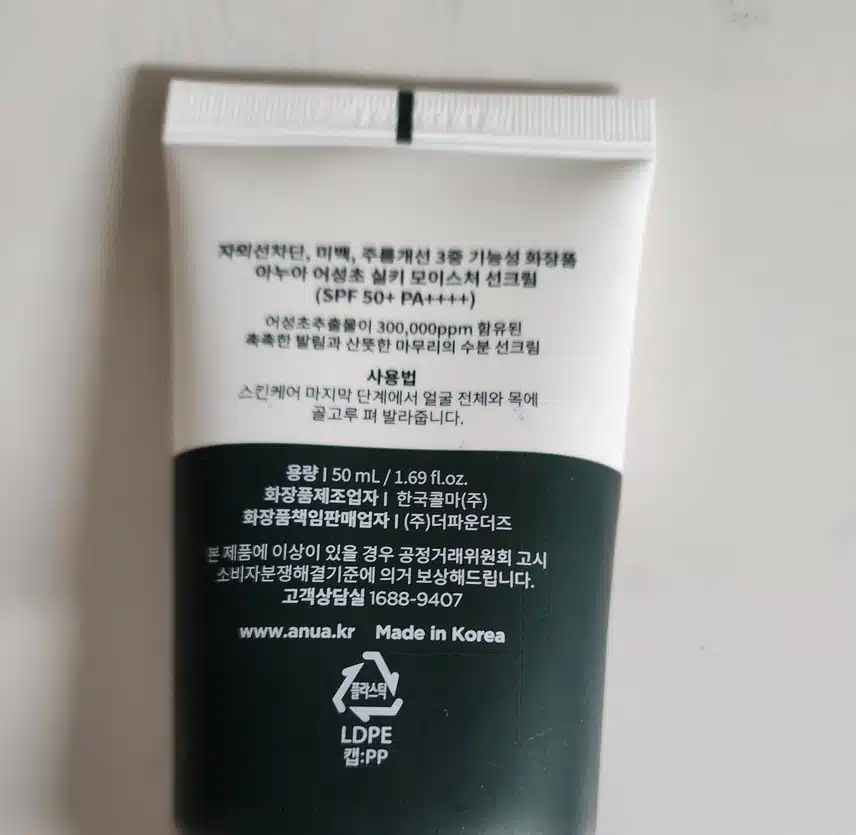 자외선차단, 미백, 주름개선 3중 기능성 화장품
아누아 어성초 실키 모이스처 선크림
(SPF 50+ PA++++)
어성초추출물이 300,000ppm 함유된
촉촉한 발림과 산뜻한 마무리의 수분 선크림
사용법
스킨케어 마지막 단계에서 얼굴 전체와 목에
골고루 펴 발라줍니다.
용량 | 50 mL / 1.69 fl.oz.
화장품제조업자 | 한국콜마(주)
화장품책임판매업자 | (주)더파운더즈
본 제품에 이상이 있을 경우 공정거래위원회 고시
소비자분쟁해결기준에 의거 보상해드립니다.
고객상담실 1688-9407
www.anua.kr Made in Korea
플라스틱
LDPE
캡:PP